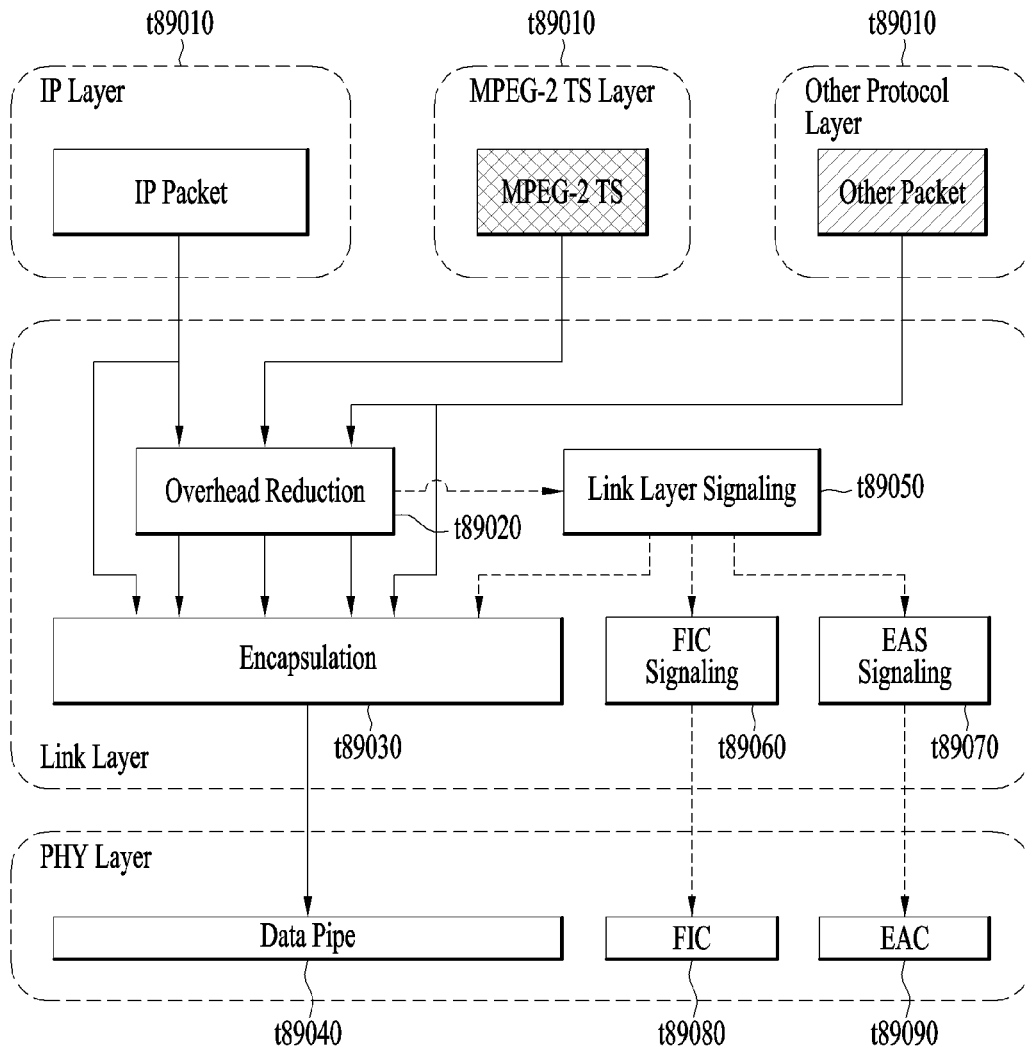 t89010
t89010
t89010
IP Layer
MPEG-2 TS Layer
Other Protocol
Layer
IP Packet
MPEG-2 TS
Other Packet
Overhead Reduction
Link Layer Signaling
t89050
t89020
Encapsulation
FIC
Signaling
EAS
Signaling
t89030
t89060
t89070
Link Layer
PHY Layer
Data Pipe
FIC
EAC
t89040
t89080
t89090